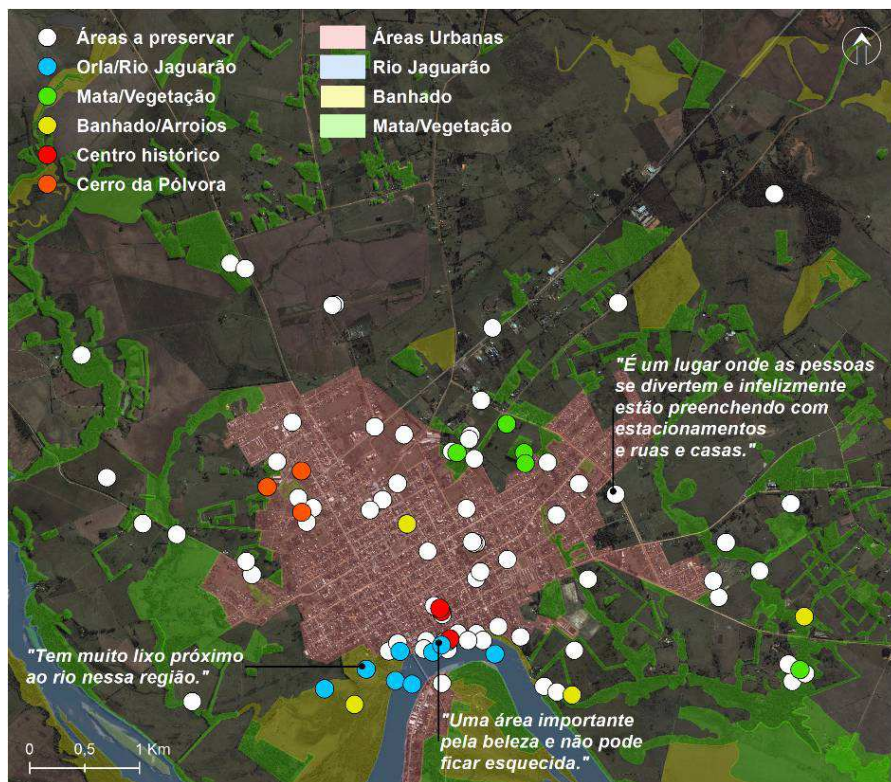 Áreas a preservar
Orla/Rio Jaguarão
Mata/Vegetação
Banhado/Arroios
Centro histórico
Cerro da Pólvora
Áreas Urbanas
Rio Jaguarão
Banhado
Mata/Vegetação
"É um lugar onde as pessoas
se divertem e infelizmente
estão preenchendo com
estacionamentos
e ruas e casas."
"Tem muito lixo próximo
ao rio nessa região."
"Uma área importante
pela beleza e não pode
ficar esquecida."
0 0,5 1 Km